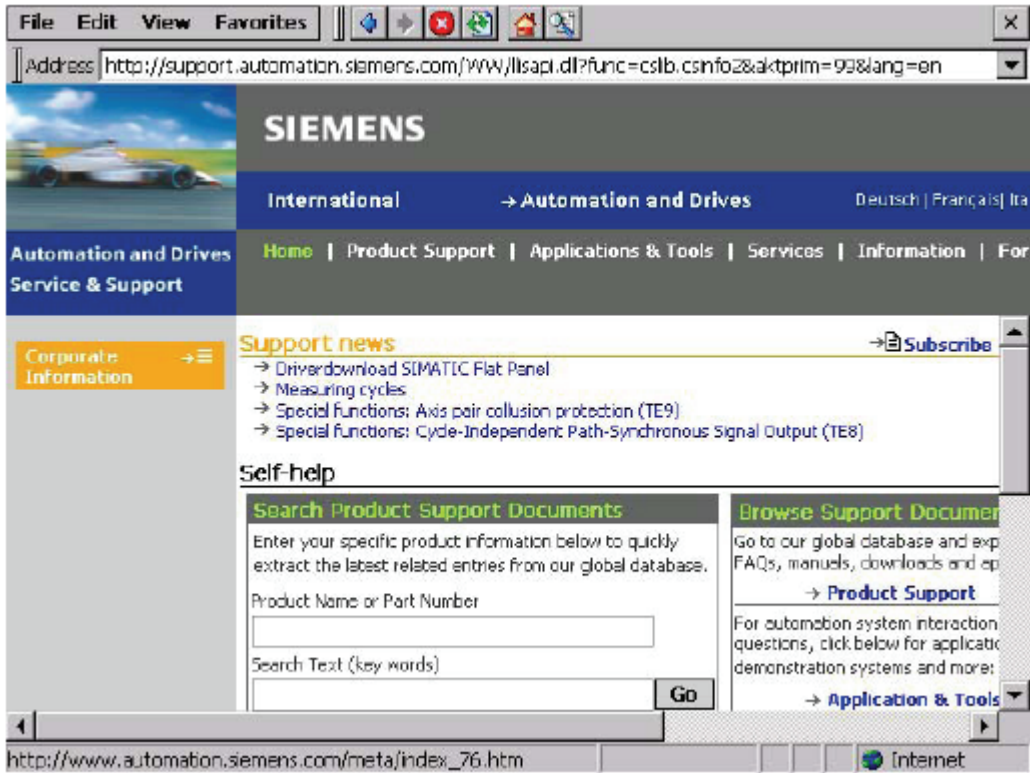 File Edit View Favorites
Address http://support.automation.siemens.com/WW/llisapi.dll?func=cslib.csinfo2&aktprim=99&lang=en
SIEMENS
International → Automation and Drives Deutsch | Français| Ita
Automation and Drives
Service & Support
Home | Product Support | Applications & Tools | Services | Information | For
Corporate
Information
Support news
→ Subscribe
→ Driverdownload SIMATIC Flat Panel
→ Measuring cycles
→ Special functions: Axis pair collusion protection (TE9)
→ Special functions: Cycle-Independent Path-Synchronous Signal Output (TE8)
Self-help
Search Product Support Documents
Enter your specific product information below to quickly
extract the latest related entries from our global database.
Product Name or Part Number
Search Text (key words)
Go
Browse Support Documen
Go to our global database and exp
FAQs, manuels, downloads and ap
→ Product Support
For automation system interaction
questions, click below for applicatio
demonstration systems and more:
→ Application & Tools
http://www.automation.siemens.com/meta/index_76.htm
Internet